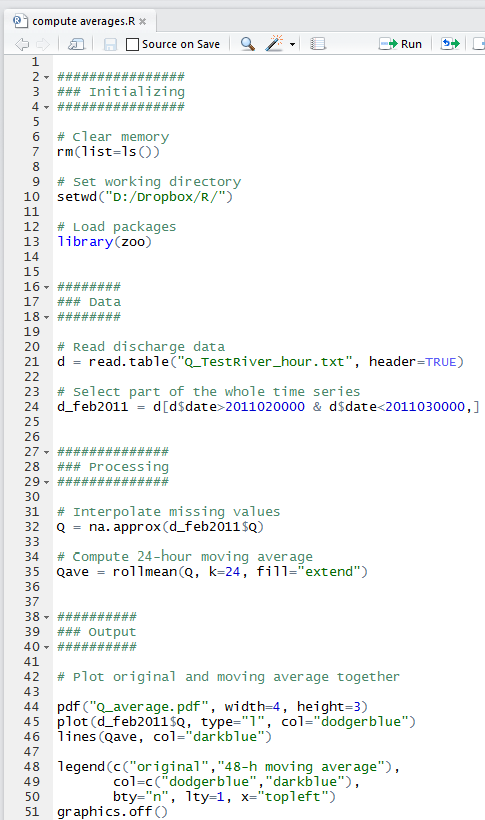 compute averages.R
Source on Save Run
1
2 ################
3 ### Initializing
4 ################
5
6 # Clear memory
7 rm(list=ls())
8
9 # Set working directory
10 setwd("D:/Dropbox/R/")
11
12 # Load packages
13 library(zoo)
14
15
16 ########
17 ### Data
18 ########
19
20 # Read discharge data
21 d = read.table("Q_TestRiver_hour.txt", header=TRUE)
22
23 # Select part of the whole time series
24 d_feb2011 = d[d$date>2011020000 & d$date<2011030000,]
25
26
27 ##############
28 ### Processing
29 ##############
30
31 # Interpolate missing values
32 Q = na.approx(d_feb2011$Q)
33
34 # Compute 24-hour moving average
35 Qave = rollmean(Q, k=24, fill="extend")
36
37
38 ##########
39 ### Output
40 ##########
41
42 # Plot original and moving average together
43
44 pdf("Q_average.pdf", width=4, height=3)
45 plot(d_feb2011$Q, type="l", col="dodgerblue")
46 lines(Qave, col="darkblue")
47
48 legend(c("original","48-h moving average"),
49 col=c("dodgerblue","darkblue"),
50 bty="n", lty=1, x="topleft")
51 graphics.off()